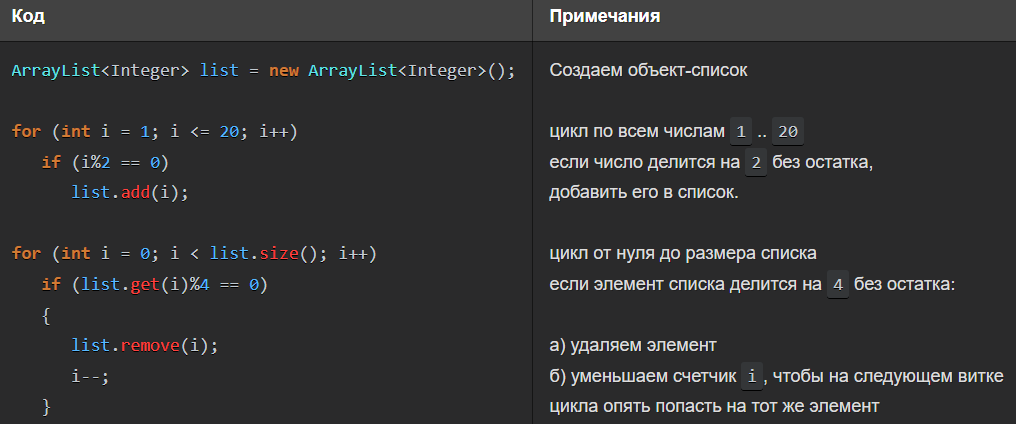 Код Примечания
ArrayList<Integer> list = new ArrayList<Integer>(); Создаем объект-список
for (int i = 1; i <= 20; i++) цикл по всем числам 1 .. 20
if (i%2 == 0) если число делится на 2 без остатка,
list.add(i); добавить его в список.
for (int i = 0; i < list.size(); i++) цикл от нуля до размера списка
if (list.get(i)%4 == 0) если элемент списка делится на 4 без остатка:
{
list.remove(i); а) удаляем элемент
i--; б) уменьшаем счетчик i, чтобы на следующем витке
} цикла опять попасть на тот же элемент